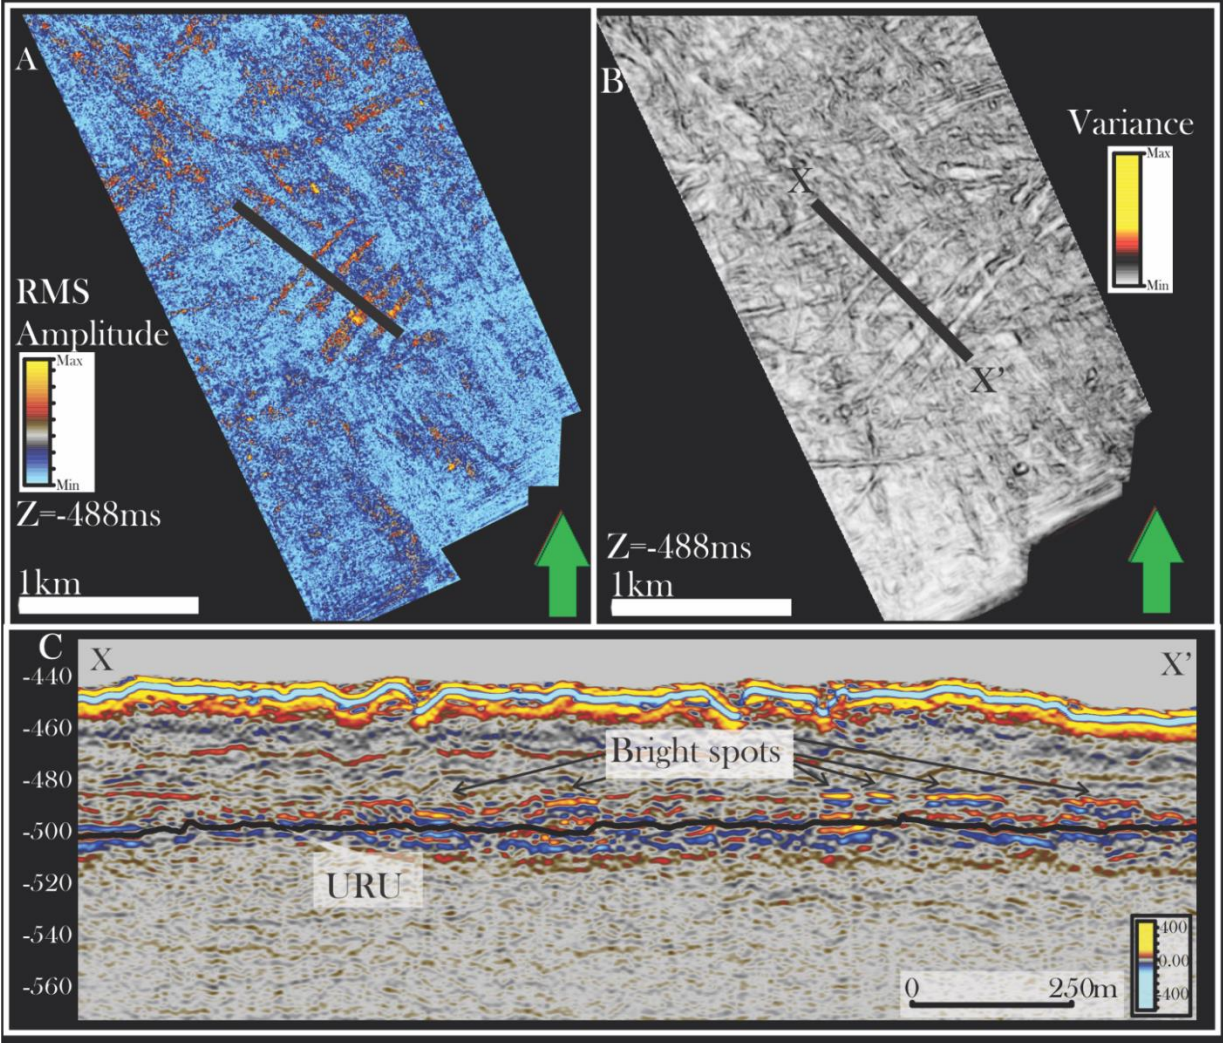 A
RMS
Amplitude
Max
Min
Z=-488ms
1km
B
Variance
Max
Min
X
X'
Z=-488ms
1km
C
X
X'
-440
-460
-480
-500
-520
-540
-560
Bright spots
URU
0 250m
400
0.00
-400